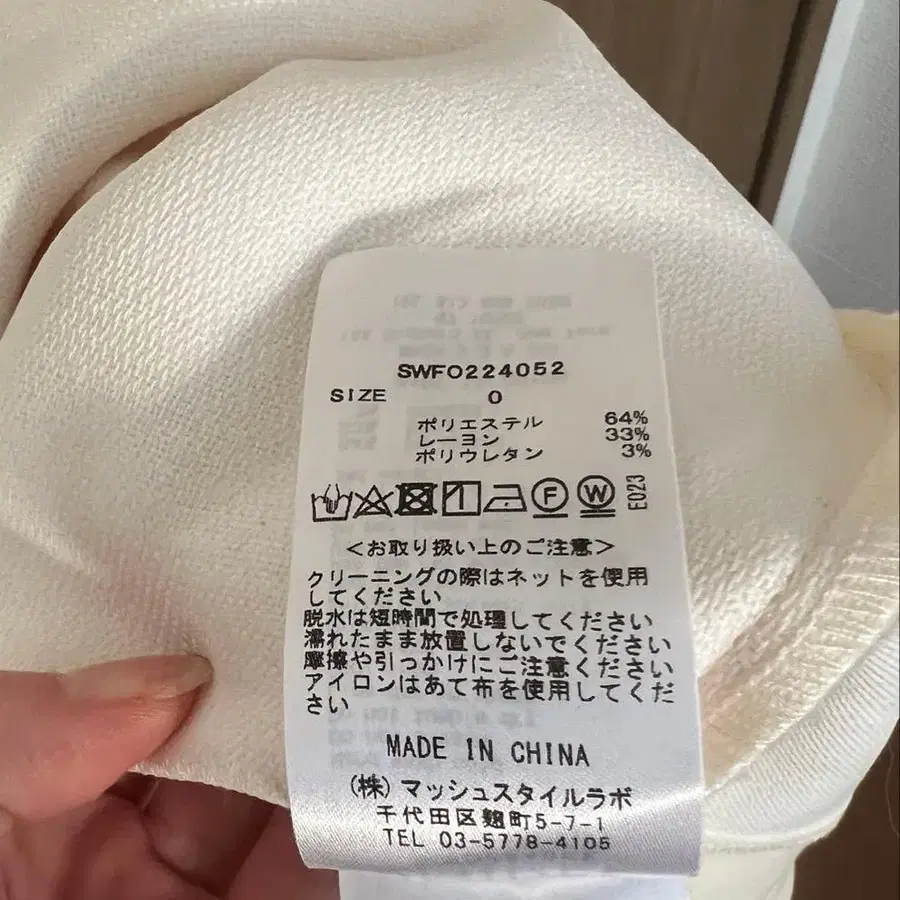 SWFO224052
SIZE 0
ポリエステル 64%
レーヨン 33%
ポリウレタン 3%
F W E023
<お取り扱い上のご注意>
クリーニングの際はネットを使用
してください
脱水は短時間で処理してください
濡れたまま放置しないでください
摩擦や引っかけにご注意ください
アイロンはあて布を使用してくだ
さい
MADE IN CHINA
(株)マッシュスタイルラボ
千代田区麹町5-7-1
TEL 03-5778-4105